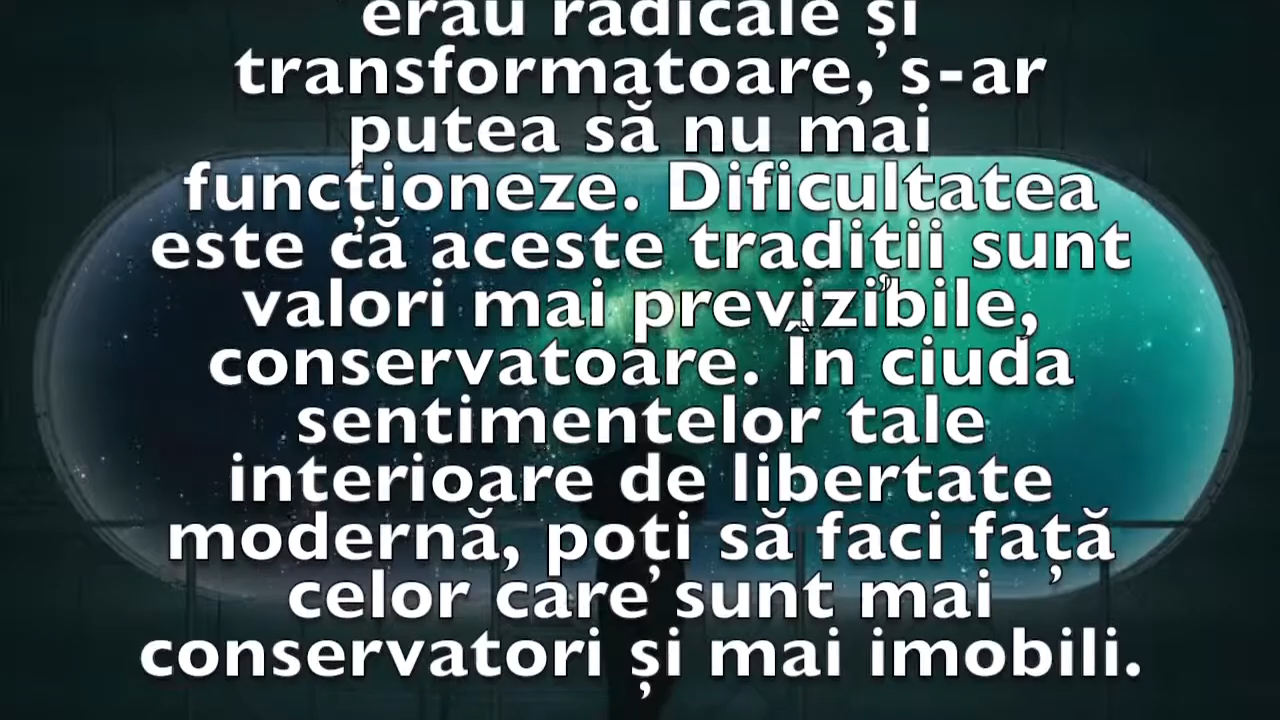 erau radicale și
transformatoare, s-ar
putea să nu mai
funcționeze. Dificultatea
este că aceste tradiții sunt
valori mai previzibile,
conservatoare. În ciuda
sentimentelor tale
interioare de libertate
modernă, poți să faci față
celor care sunt mai
conservatori și mai imobili.